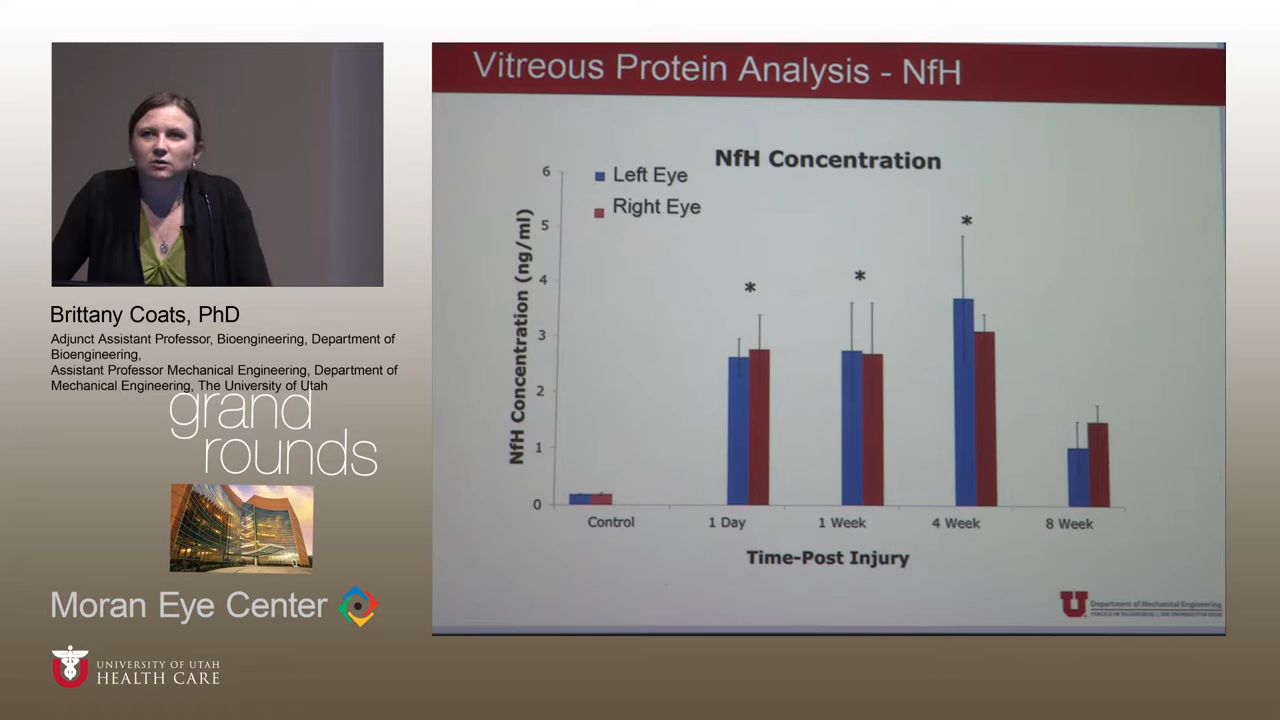 Vitreous Protein Analysis - NfH
NfH Concentration
Left Eye
Right Eye
NfH Concentration (ng/ml)
6
5
4
3
2
1
0
*
*
*
Control
1 Day
1 Week
4 Week
8 Week
Time-Post Injury
U
Department of Mechanical Engineering
Brittany Coats, PhD
Adjunct Assistant Professor, Bioengineering, Department of
Bioengineering,
Assistant Professor Mechanical Engineering, Department of
Mechanical Engineering, The University of Utah
grand
rounds
Moran Eye Center
UNIVERSITY OF UTAH
HEALTH CARE